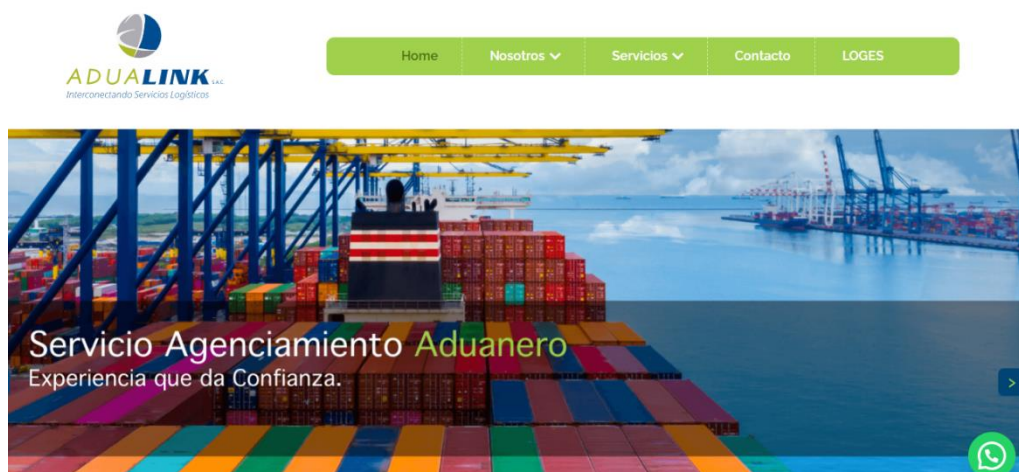 ADUALINK S.A.C.
Interconectando Servicios Logísticos
Home
Nosotros
Servicios
Contacto
LOGES
Servicio Agenciamiento Aduanero
Experiencia que da Confianza.
>